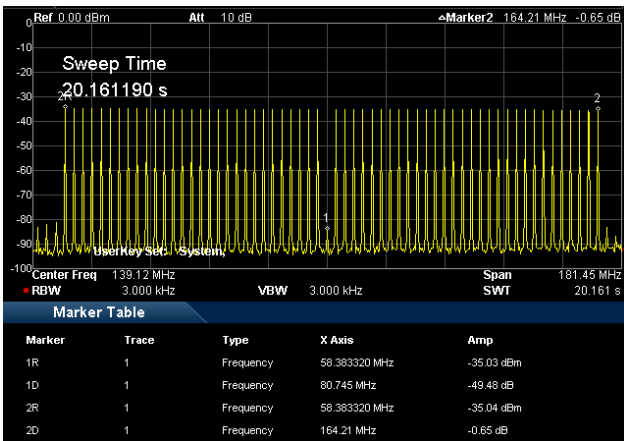 Ref 0.00 dBm Att 10 dB ▵Marker2 164.21 MHz -0.65 dB
0
-10
Sweep Time
-20
20.161190 s
2R
2
-30
-40
-50
-60
-70
-80
1
-90
UserKey Set: System,
-100
Center Freq 139.12 MHz Span 181.45 MHz
*RBW 3.000 kHz VBW 3.000 kHz SWT 20.161 s
Marker Table
Marker Trace Type X Axis Amp
1R 1 Frequency 58.383320 MHz -35.03 dBm
1D 1 Frequency 80.745 MHz -49.48 dB
2R 1 Frequency 58.383320 MHz -35.04 dBm
2D 1 Frequency 164.21 MHz -0.65 dB